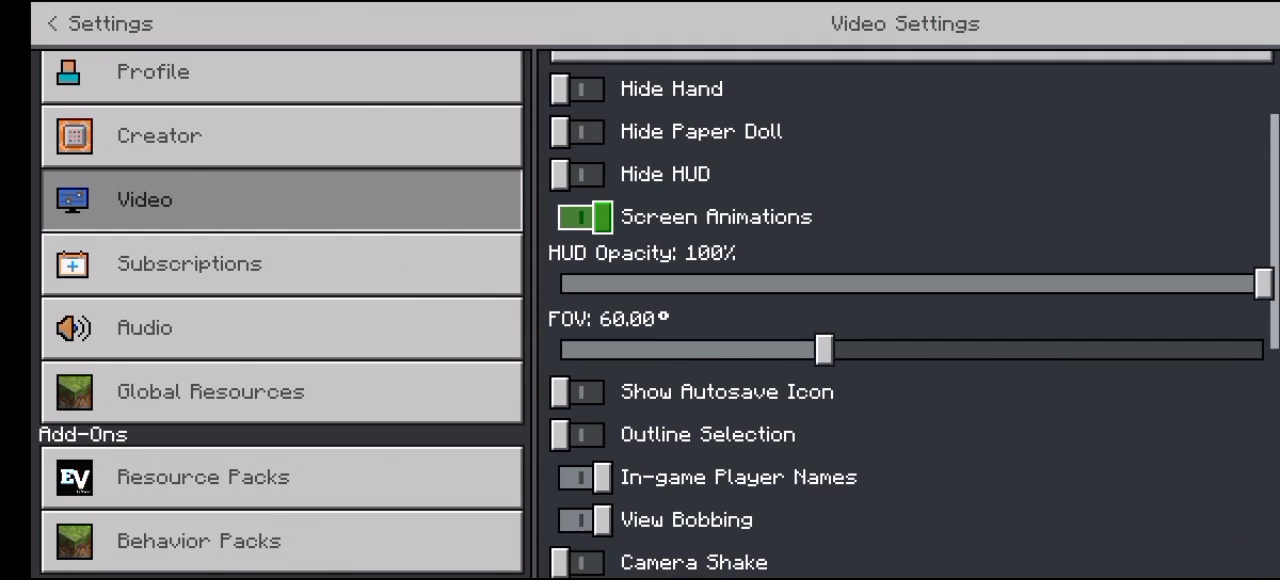 < Settings
Video Settings
Profile
Creator
Video
Subscriptions
Audio
Global Resources
Add-Ons
EV
Resource Packs
Behavior Packs
Hide Hand
Hide Paper Doll
Hide HUD
Screen Animations
HUD Opacity: 100%
FOV: 60.00°
Show Autosave Icon
Outline Selection
In-game Player Names
View Bobbing
Camera Shake